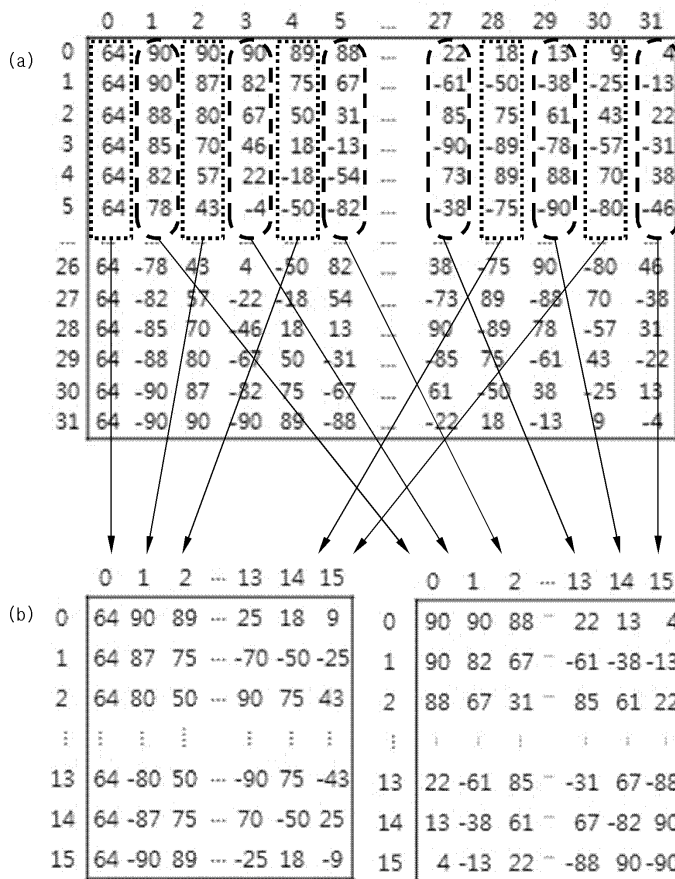 0 1 2 3 4 5 ... 27 28 29 30 31
(a) 0 64 90 90 90 89 88 ... 22 18 13 9 4
1 64 90 87 82 75 67 ... -61 -50 -38 -25 -13
2 64 88 80 67 50 31 ... 85 75 61 43 22
3 64 85 70 46 18 -13 ... -90 -89 -78 -57 -31
4 64 82 57 22 -18 -54 ... 73 89 88 70 38
5 64 78 43 -4 -50 -82 ... -38 -75 -90 -80 -46
... ... ... ... ... ... ... ... ... ... ... ...
26 64 -78 43 4 -50 82 ... 38 -75 90 -80 46
27 64 -82 57 -22 -18 54 ... -73 89 -88 70 -38
28 64 -85 70 -46 18 13 ... 90 -89 78 -57 31
29 64 -88 80 -67 50 -31 ... -85 75 -61 43 -22
30 64 -90 87 -82 75 -67 ... 61 -50 38 -25 13
31 64 -90 90 -90 89 -88 ... -22 18 -13 9 -4
0 1 2 ... 13 14 15
(b) 0 64 90 89 ... 25 18 9
1 64 87 75 ... -70 -50 -25
2 64 80 50 ... 90 75 43
⋮ ⋮ ⋮ ⋮ ⋮ ⋮ ⋮
13 64 -80 50 ... -90 75 -43
14 64 -87 75 ... 70 -50 25
15 64 -90 89 ... -25 18 -9
0 1 2 ... 13 14 15
0 90 90 88 ... 22 13 4
1 90 82 67 ... -61 -38 -13
2 88 67 31 ... 85 61 22
⋮ ⋮ ⋮ ⋮ ⋮ ⋮ ⋮
13 22 -61 85 ... -31 67 -88
14 13 -38 61 ... 67 -82 90
15 4 -13 22 ... -88 90 -90